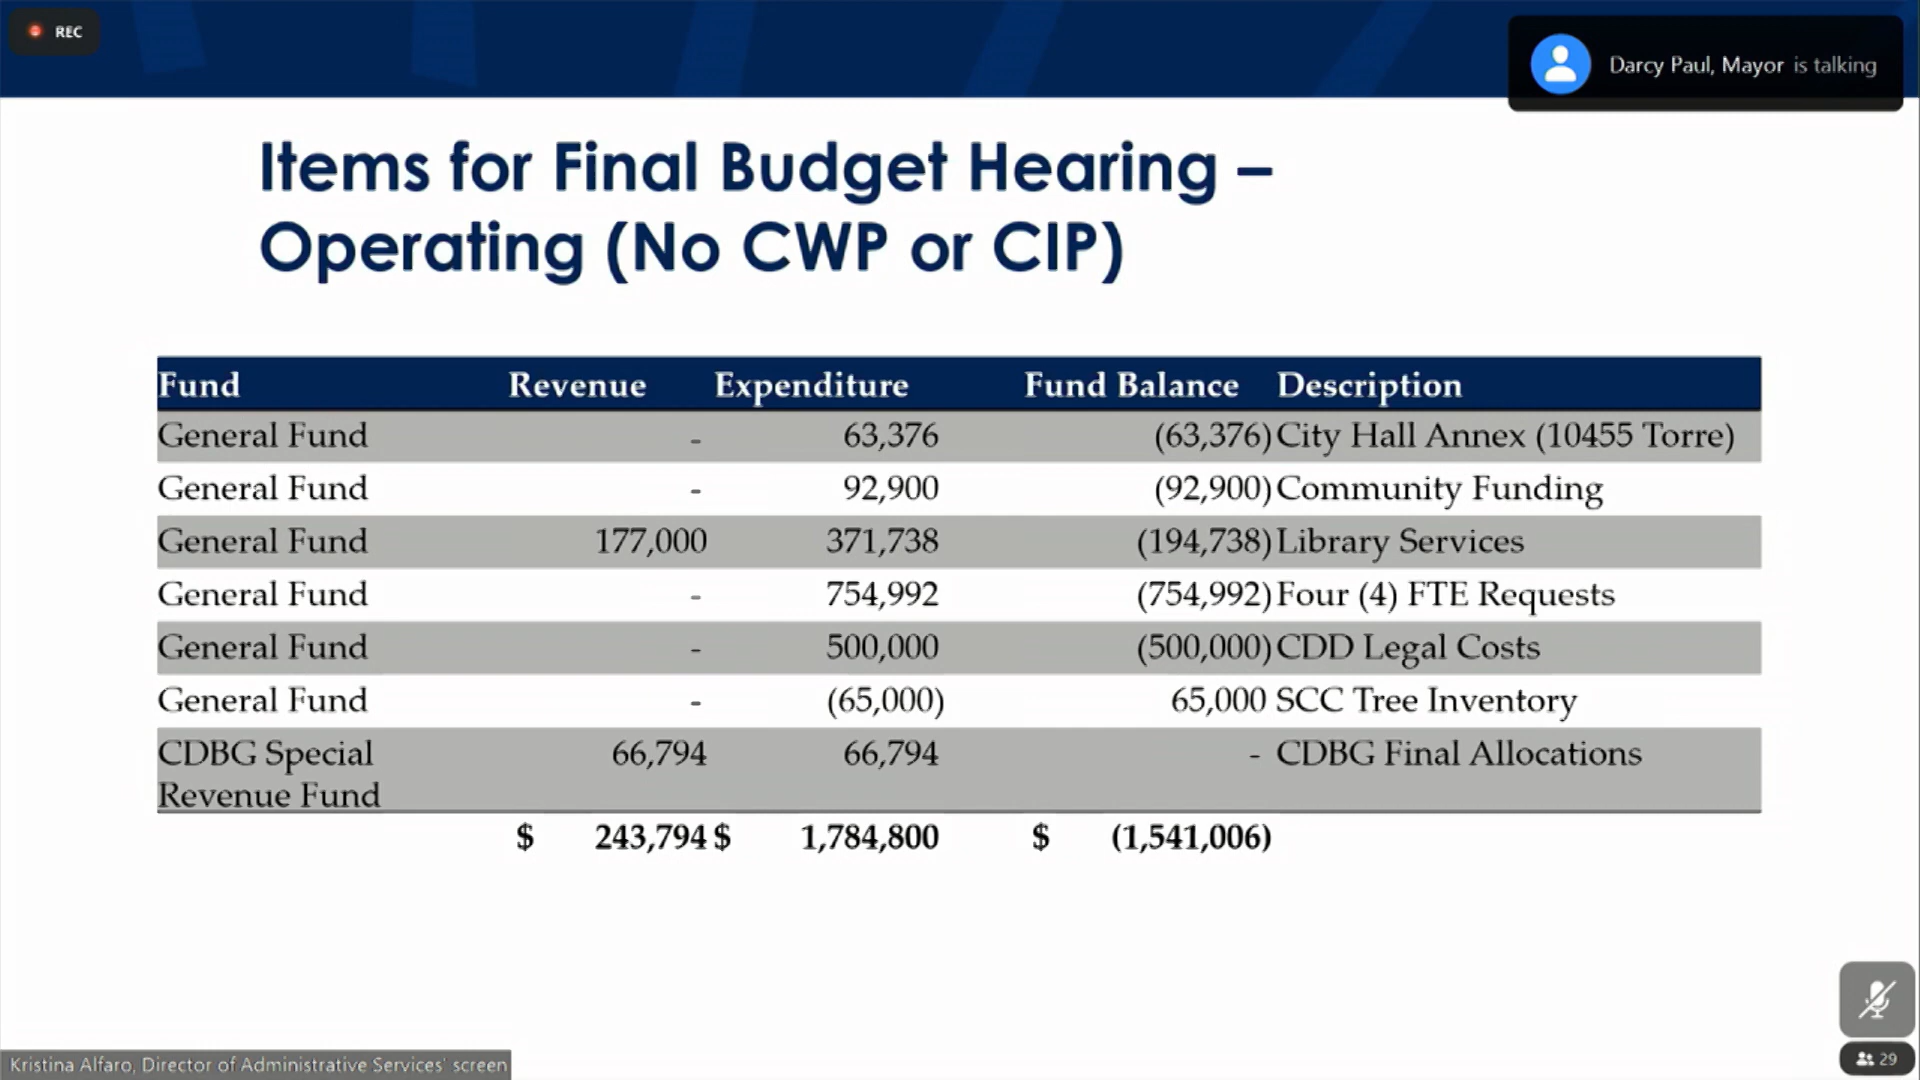 REC
Darcy Paul, Mayor is talking
Items for Final Budget Hearing –
Operating (No CWP or CIP)
Fund Revenue Expenditure Fund Balance Description
General Fund - 63,376 (63,376) City Hall Annex (10455 Torre)
General Fund - 92,900 (92,900) Community Funding
General Fund 177,000 371,738 (194,738) Library Services
General Fund - 754,992 (754,992) Four (4) FTE Requests
General Fund - 500,000 (500,000) CDD Legal Costs
General Fund - (65,000) 65,000 SCC Tree Inventory
CDBG Special 66,794 66,794 - CDBG Final Allocations
Revenue Fund
$ 243,794 $ 1,784,800 $ (1,541,006)
Kristina Alfaro, Director of Administrative Services' screen
29